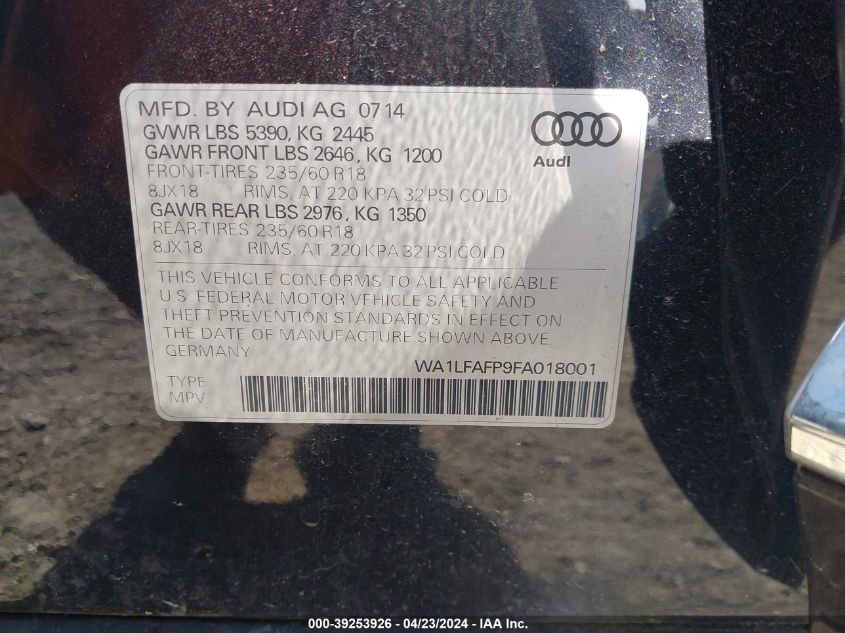 MFD. BY AUDI AG 07 14
GVWR LBS 5390, KG 2445
GAWR FRONT LBS 2646, KG 1200
FRONT-TIRES 235/60 R18
8JX18 RIMS, AT 220 KPA 32 PSI COLD
GAWR REAR LBS 2976, KG 1350
REAR-TIRES 235/60 R18
8JX18 RIMS, AT 220 KPA 32 PSI COLD
Audi
THIS VEHICLE CONFORMS TO ALL APPLICABLE
U.S. FEDERAL MOTOR VEHICLE SAFETY AND
THEFT PREVENTION STANDARDS IN EFFECT ON
THE DATE OF MANUFACTURE SHOWN ABOVE
GERMANY
WA1LFAFP9FA018001
TYPE:
MPV
000-39253926 - 04/23/2024 - IAA Inc.